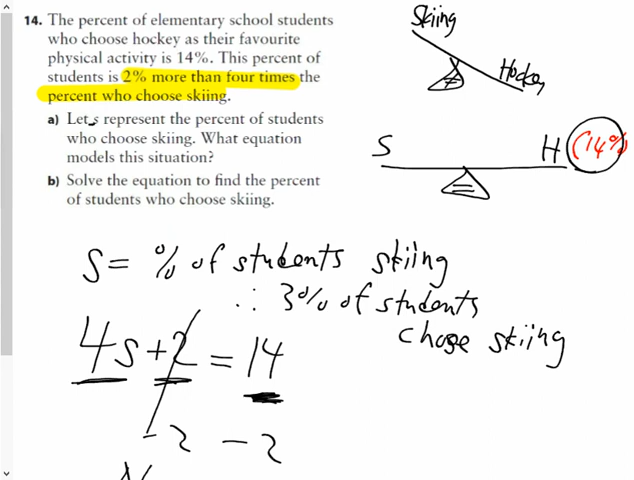 14. The percent of elementary school students
who choose hockey as their favourite
physical activity is 14%. This percent of
students is 2% more than four times the
percent who choose skiing.
a) Let s represent the percent of students
who choose skiing. What equation
models this situation?
b) Solve the equation to find the percent
of students who choose skiing.
Skiing
≠
Hockey
S
H (14%)
=
S = % of students skiing
∴ 3% of students
chose skiing
4s + 2 = 14
-2 -2